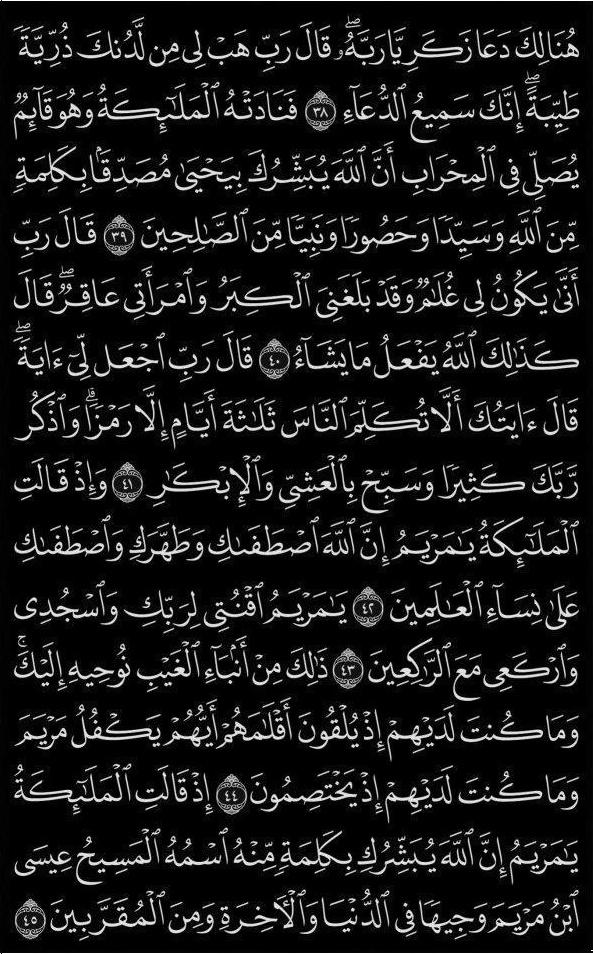 هُنَالِكَ دَعَا زَكَرِيَّا رَبَّهُۥۖ قَالَ رَبِّ هَبْ لِي مِن لَّدُنكَ ذُرِّيَّةً
طَيِّبَةًۖ إِنَّكَ سَمِيعُ ٱلدُّعَآءِ ٣٨ فَنَادَتْهُ ٱلْمَلَٰٓئِكَةُ وَهُوَ قَآئِمٌ
يُصَلِّي فِي ٱلْمِحْرَابِ أَنَّ ٱللَّهَ يُبَشِّرُكَ بِيَحْيَىٰ مُصَدِّقًۢا بِكَلِمَةٍ
مِّنَ ٱللَّهِ وَسَيِّدًا وَحَصُورًا وَنَبِيًّا مِّنَ ٱلصَّٰلِحِينَ ٣٩ قَالَ رَبِّ
أَنَّىٰ يَكُونُ لِي غُلَٰمٌ وَقَدْ بَلَغَنِيَ ٱلْكِبَرُ وَٱمْرَأَتِي عَاقِرٌۖ قَالَ
كَذَٰلِكَ ٱللَّهُ يَفْعَلُ مَا يَشَآءُ ٤٠ قَالَ رَبِّ ٱجْعَل لِّيٓ ءَايَةًۖ
قَالَ ءَايَتُكَ أَلَّا تُكَلِّمَ ٱلنَّاسَ ثَلَٰثَةَ أَيَّامٍ إِلَّا رَمْزًاۗ وَٱذْكُر
رَّبَّكَ كَثِيرًا وَسَبِّحْ بِٱلْعَشِيِّ وَٱلْإِبْكَٰرِ ٤١ وَإِذْ قَالَتِ
ٱلْمَلَٰٓئِكَةُ يَٰمَرْيَمُ إِنَّ ٱللَّهَ ٱصْطَفَىٰكِ وَطَهَّرَكِ وَٱصْطَفَىٰكِ
عَلَىٰ نِسَآءِ ٱلْعَٰلَمِينَ ٤٢ يَٰمَرْيَمُ ٱقْنُتِي لِرَبِّكِ وَٱسْجُدِي
وَٱرْكَعِي مَعَ ٱلرَّٰكِعِينَ ٤٣ ذَٰلِكَ مِنْ أَنۢبَآءِ ٱلْغَيْبِ نُوحِيهِ إِلَيْكَۚ
وَمَا كُنتَ لَدَيْهِمْ إِذْ يُلْقُونَ أَقْلَٰمَهُمْ أَيُّهُمْ يَكْفُلُ مَرْيَمَ
وَمَا كُنتَ لَدَيْهِمْ إِذْ يَخْتَصِمُونَ ٤٤ إِذْ قَالَتِ ٱلْمَلَٰٓئِكَةُ
يَٰمَرْيَمُ إِنَّ ٱللَّهَ يُبَشِّرُكِ بِكَلِمَةٍ مِّنْهُ ٱسْمُهُ ٱلْمَسِيحُ عِيسَى
ٱبْنُ مَرْيَمَ وَجِيهًا فِي ٱلدُّنْيَا وَٱلْءَاخِرَةِ وَمِنَ ٱلْمُقَرَّبِينَ ٤٥